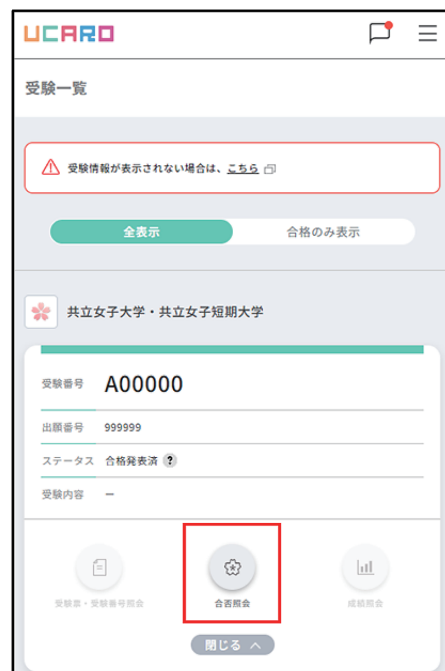 UCARO
受験一覧
受験情報が表示されない場合は、こちら
全表示 合格のみ表示
共立女子大学・共立女子短期大学
受験番号 A00000
出願番号 999999
ステータス 合格発表済 ?
受験内容 ー
受験票・受験番号照会 合否照会 成績照会
閉じる